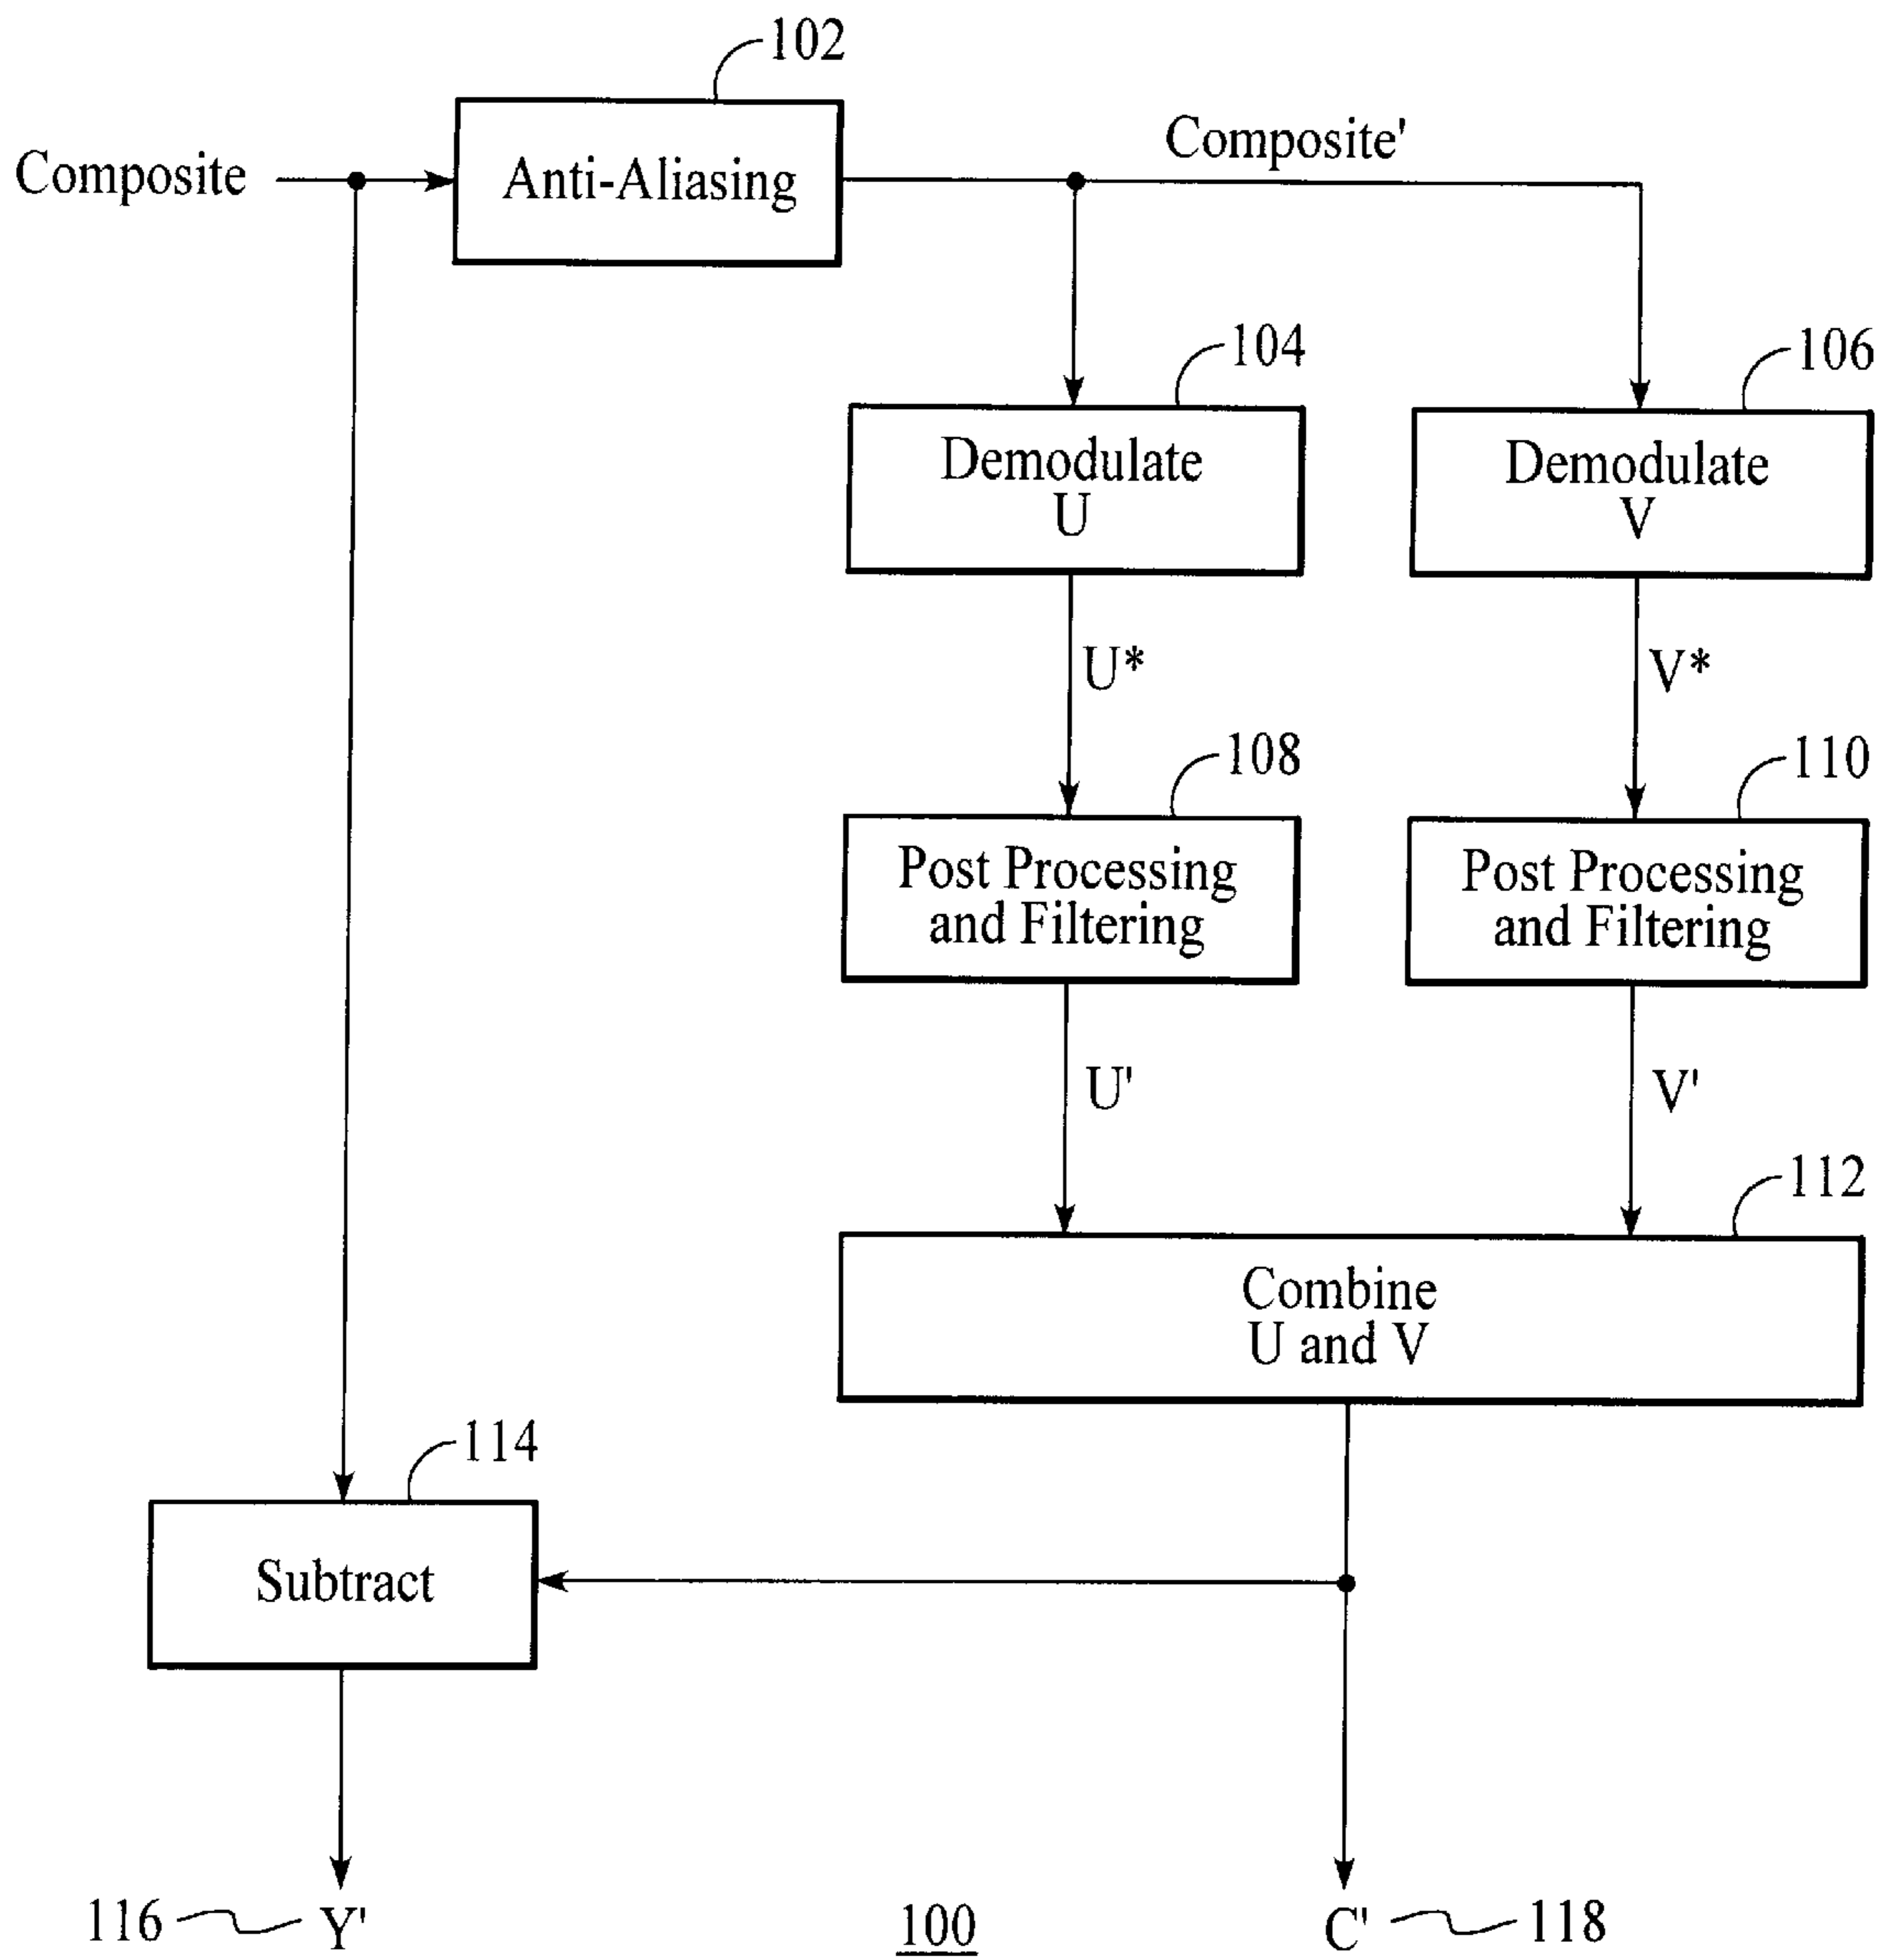 102
Composite
Anti-Aliasing
Composite'
104
106
Demodulate
U
Demodulate
V
U*
V*
108
110
Post Processing
and Filtering
Post Processing
and Filtering
U'
V'
112
Combine
U and V
114
Subtract
116
Y'
100
C'
118